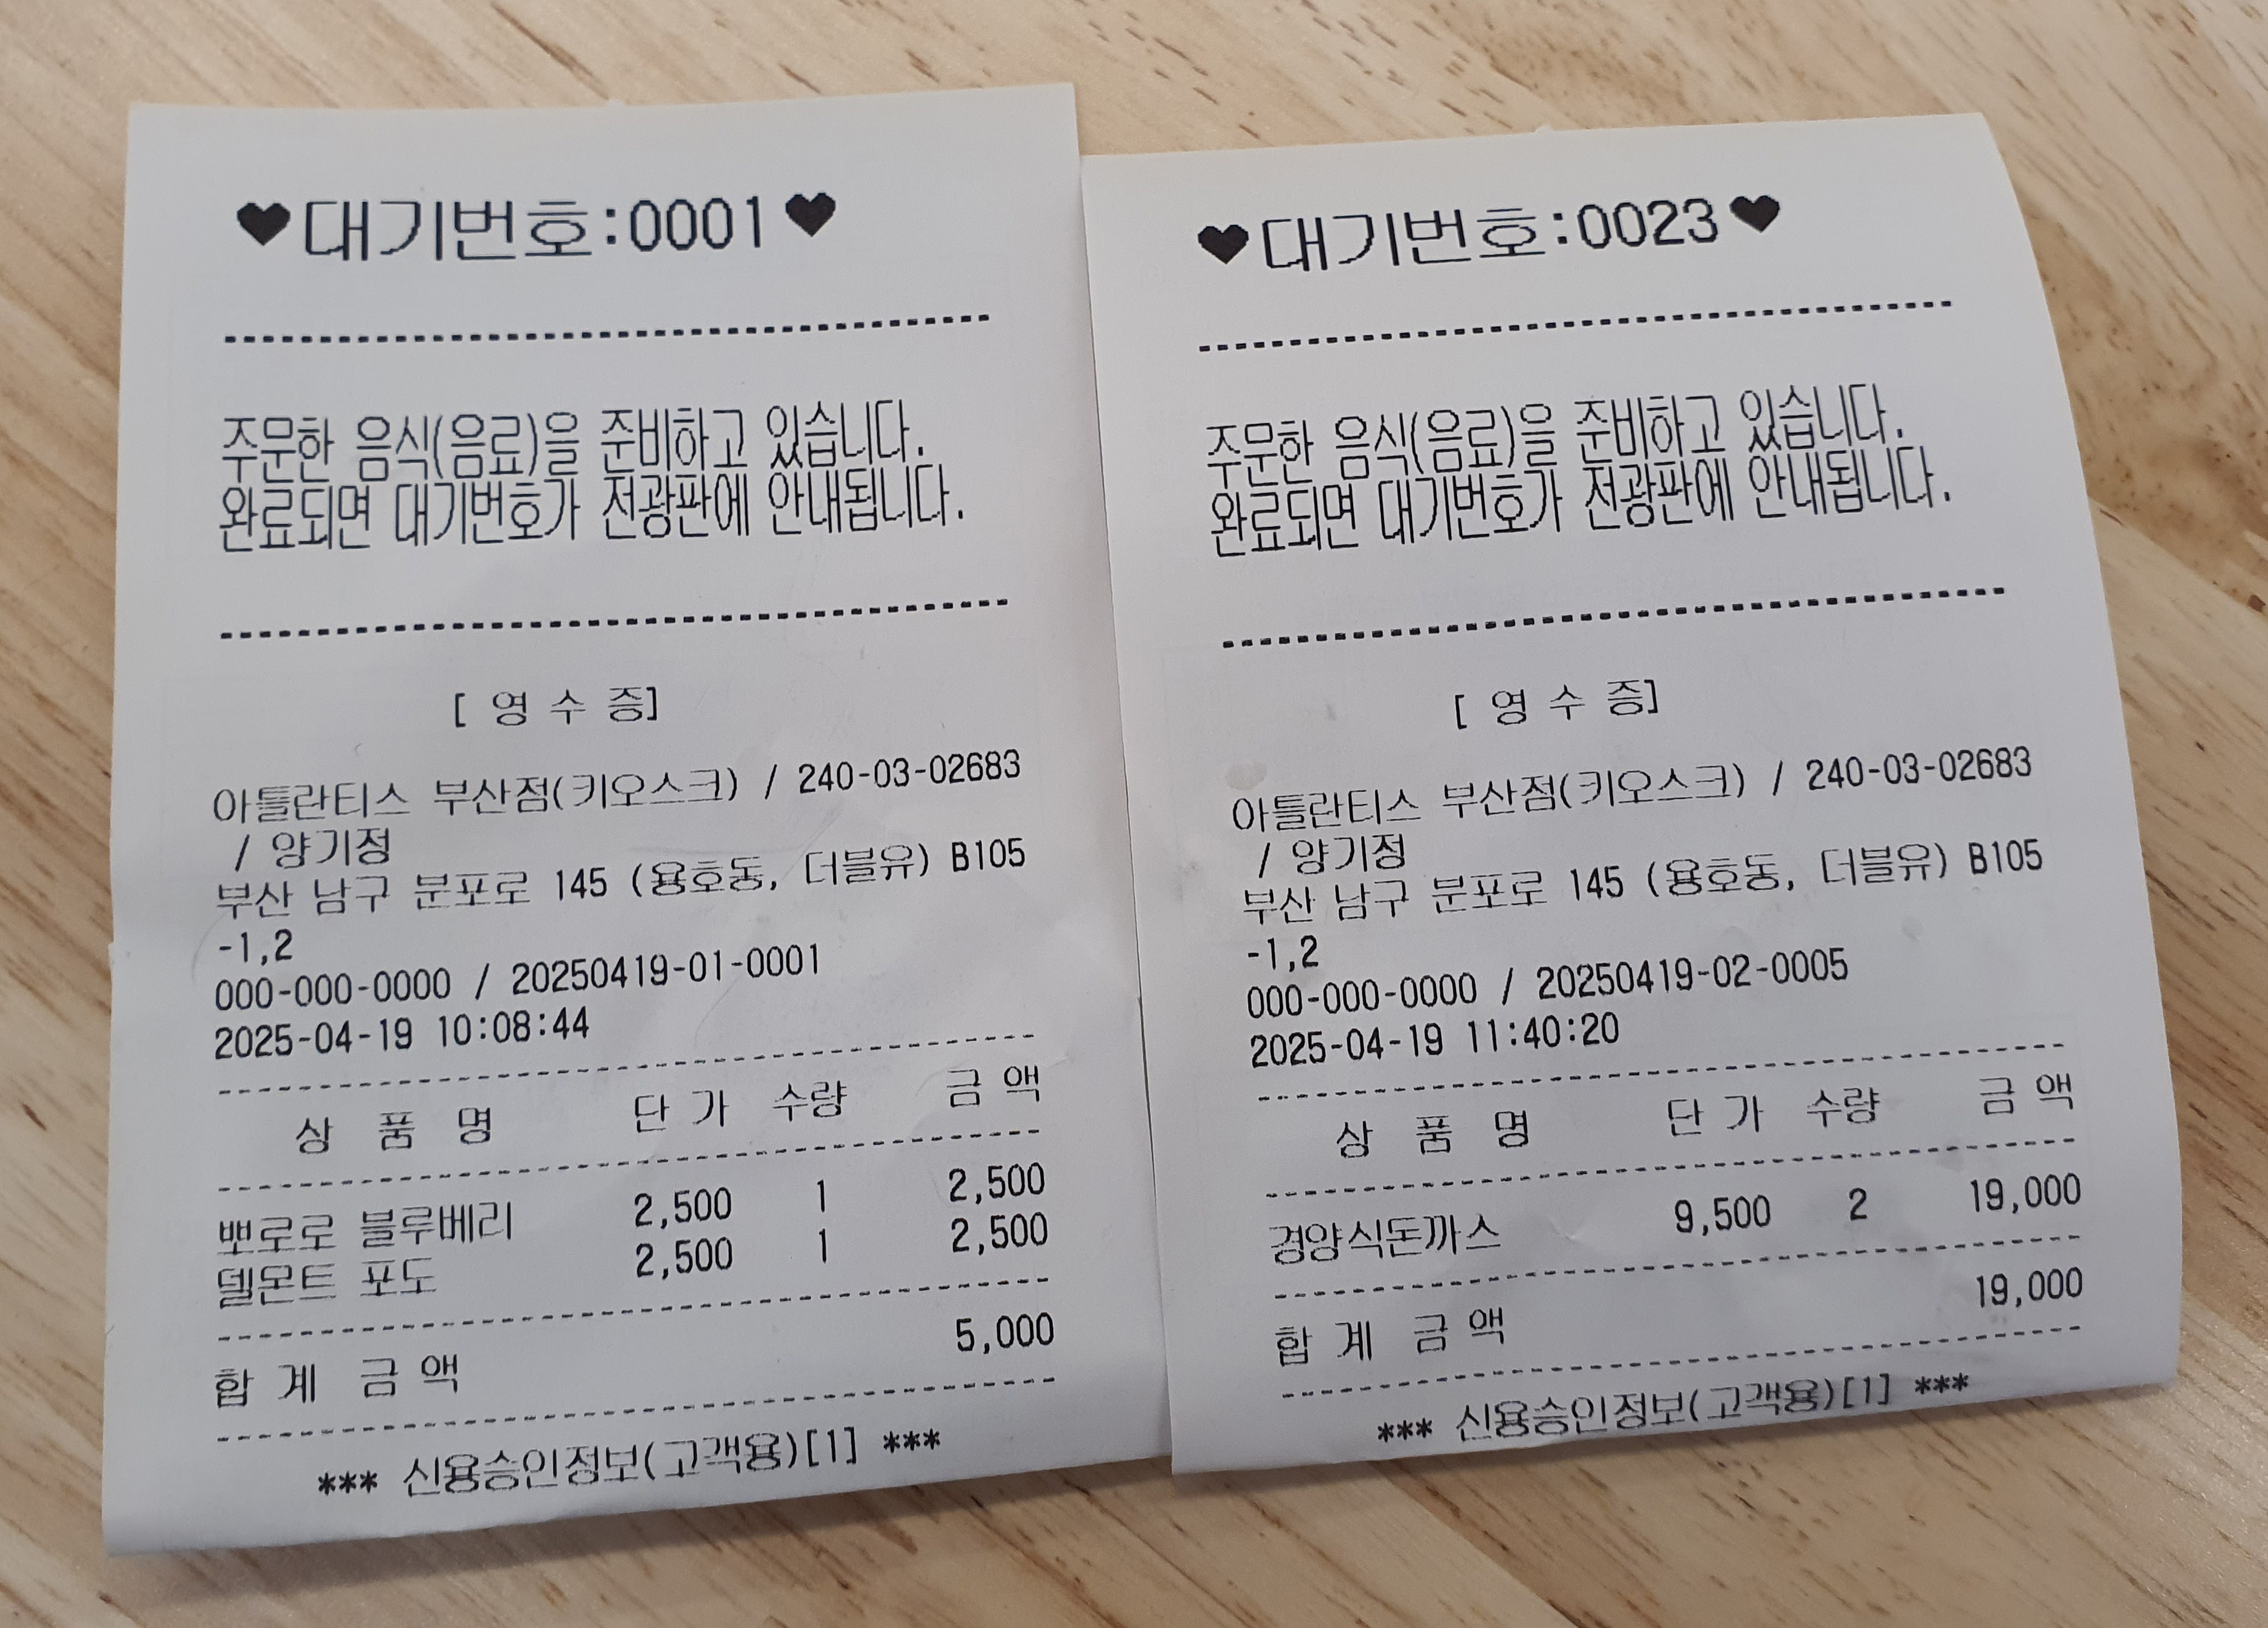 ♥대기번호:0001♥
주문한 음식(음료)을 준비하고 있습니다.
완료되면 대기번호가 전광판에 안내됩니다.
[ 영 수 증]
아틀란티스 부산점(키오스크) / 240-03-02683
/ 양기정
부산 남구 분포로 145 (용호동, 더블유) B105
-1,2
000-000-0000 / 20250419-01-0001
2025-04-19 10:08:44
상 품 명 단 가 수량 금 액
뽀로로 블루베리 2,500 1 2,500
델몬트 포도 2,500 1 2,500
합 계 금 액 5,000
*** 신용승인정보(고객용)[1] ***
♥대기번호:0023♥
주문한 음식(음료)을 준비하고 있습니다.
완료되면 대기번호가 전광판에 안내됩니다.
[ 영 수 증]
아틀란티스 부산점(키오스크) / 240-03-02683
/ 양기정
부산 남구 분포로 145 (용호동, 더블유) B105
-1,2
000-000-0000 / 20250419-02-0005
2025-04-19 11:40:20
상 품 명 단 가 수량 금 액
경양식돈까스 9,500 2 19,000
합 계 금 액 19,000
*** 신용승인정보(고객용)[1] ***